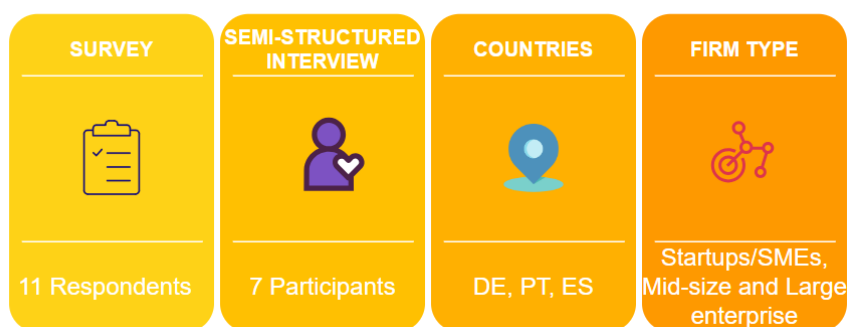 SURVEY
11 Respondents
SEMI-STRUCTURED
INTERVIEW
7 Participants
COUNTRIES
DE, PT, ES
FIRM TYPE
Startups/SMEs,
Mid-size and Large
enterprise